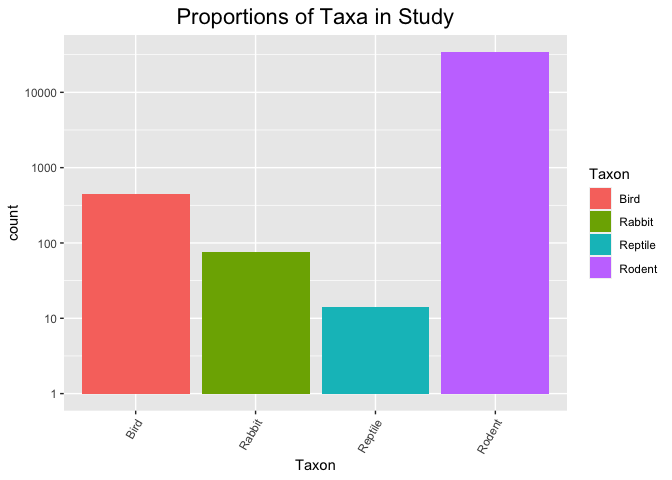 Proportions of Taxa in Study
count
10000
1000
100
10
1
Bird
Rabbit
Reptile
Rodent
Taxon
Taxon
Bird
Rabbit
Reptile
Rodent